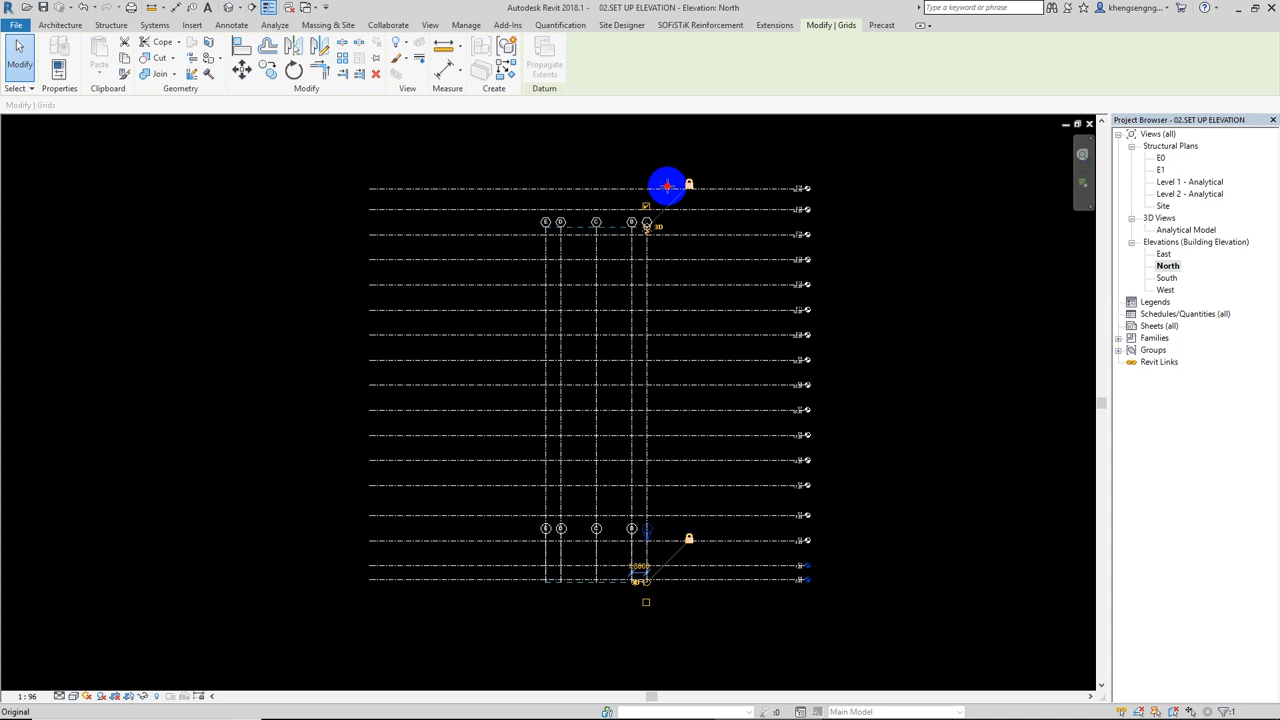 Autodesk Revit 2018.1 - 02.SET UP ELEVATION - Elevation: North
Type a keyword or phrase
khengsengng...
File Architecture Structure Systems Insert Annotate Analyze Massing & Site Collaborate View Manage Add-Ins Quantification Site Designer SOFiSTiK Reinforcement Extensions Modify | Grids Precast
Modify
Paste
Cope
Cut
Join
Propagate
Extents
Select Properties Clipboard Geometry Modify View Measure Create Datum
Modify | Grids
Project Browser - 02.SET UP ELEVATION
Views (all)
Structural Plans
E0
E1
Level 1 - Analytical
Level 2 - Analytical
Site
3D Views
Analytical Model
Elevations (Building Elevation)
East
North
South
West
Legends
Schedules/Quantities (all)
Sheets (all)
Families
Groups
Revit Links
E D C B
3D
E D C B
1 : 96
Original
:0
Main Model
:1